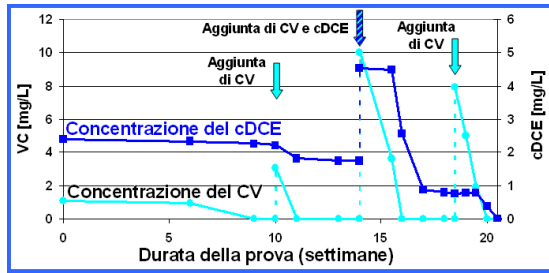 Aggiunta di CV e cDCE
Aggiunta
di CV
Aggiunta
di CV
12
10
8
6
4
2
0
VC [mg/L]
6
5
4
3
2
1
0
cDCE [mg/L]
Concentrazione del cDCE
Concentrazione del CV
0 5 10 15 20
Durata della prova (settimane)